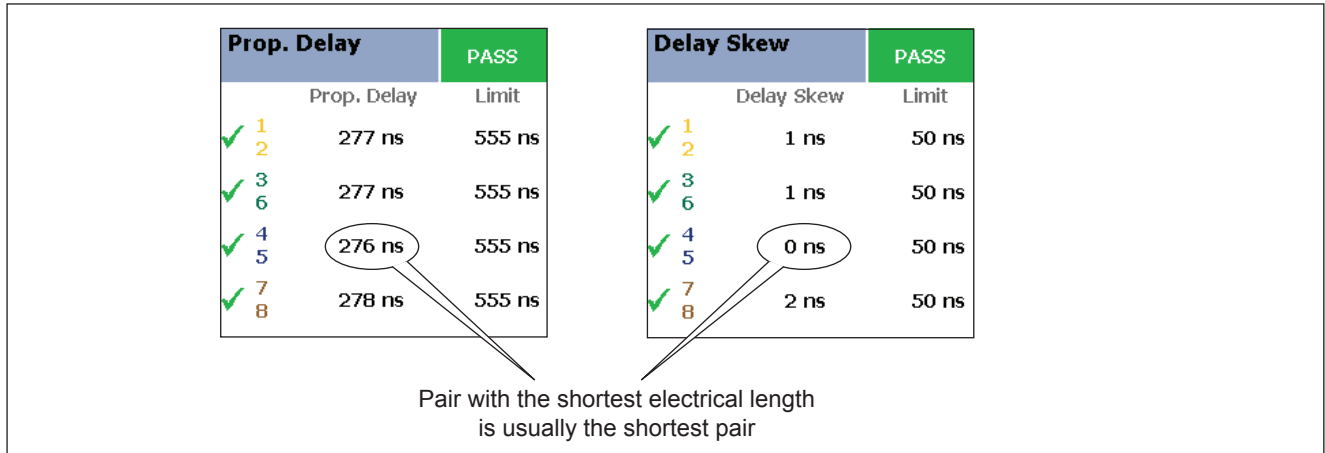 Prop. Delay PASS
Prop. Delay Limit
1
2 277 ns 555 ns
3
6 277 ns 555 ns
4
5 276 ns 555 ns
7
8 278 ns 555 ns
Delay Skew PASS
Delay Skew Limit
1
2 1 ns 50 ns
3
6 1 ns 50 ns
4
5 0 ns 50 ns
7
8 2 ns 50 ns
Pair with the shortest electrical length
is usually the shortest pair